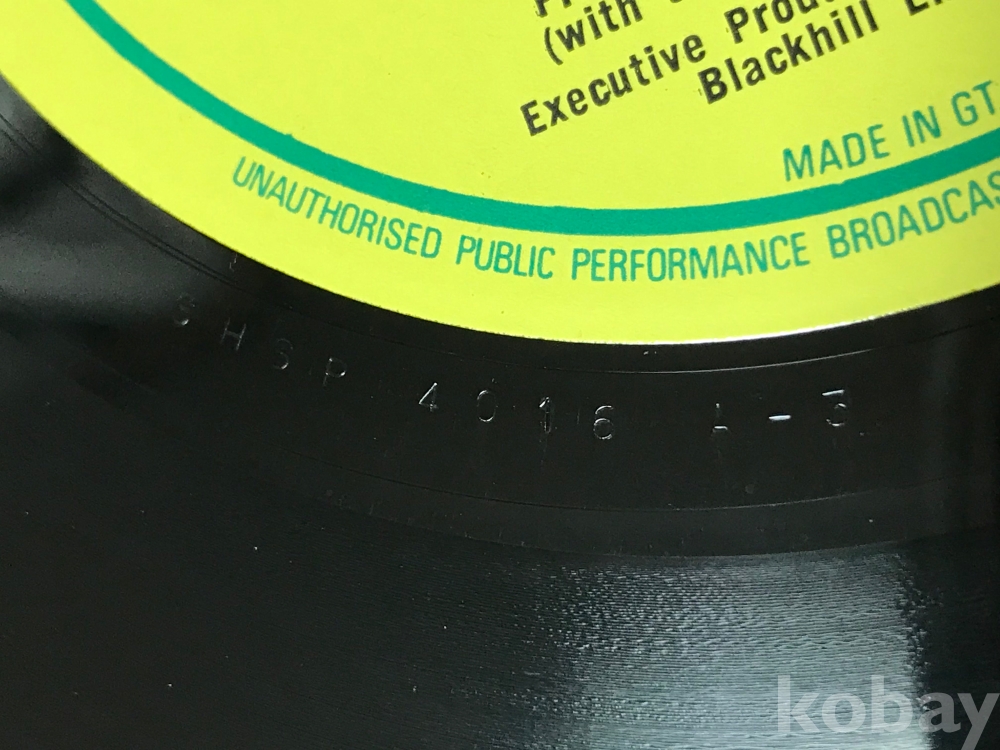 (with
Executive Produ
Blackhill E
MADE IN GT.
UNAUTHORISED PUBLIC PERFORMANCE BROADCAS
SHSP 4016 A-3
kobay